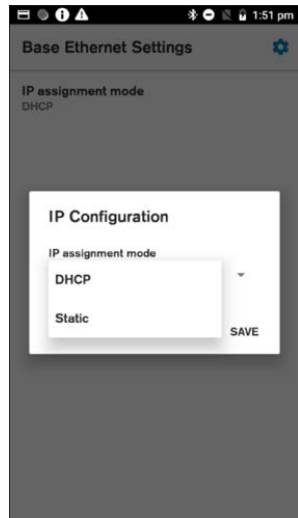 1:51 pm
Base Ethernet Settings
IP assignment mode
DHCP
IP Configuration
IP assignment mode
DHCP
Static
SAVE